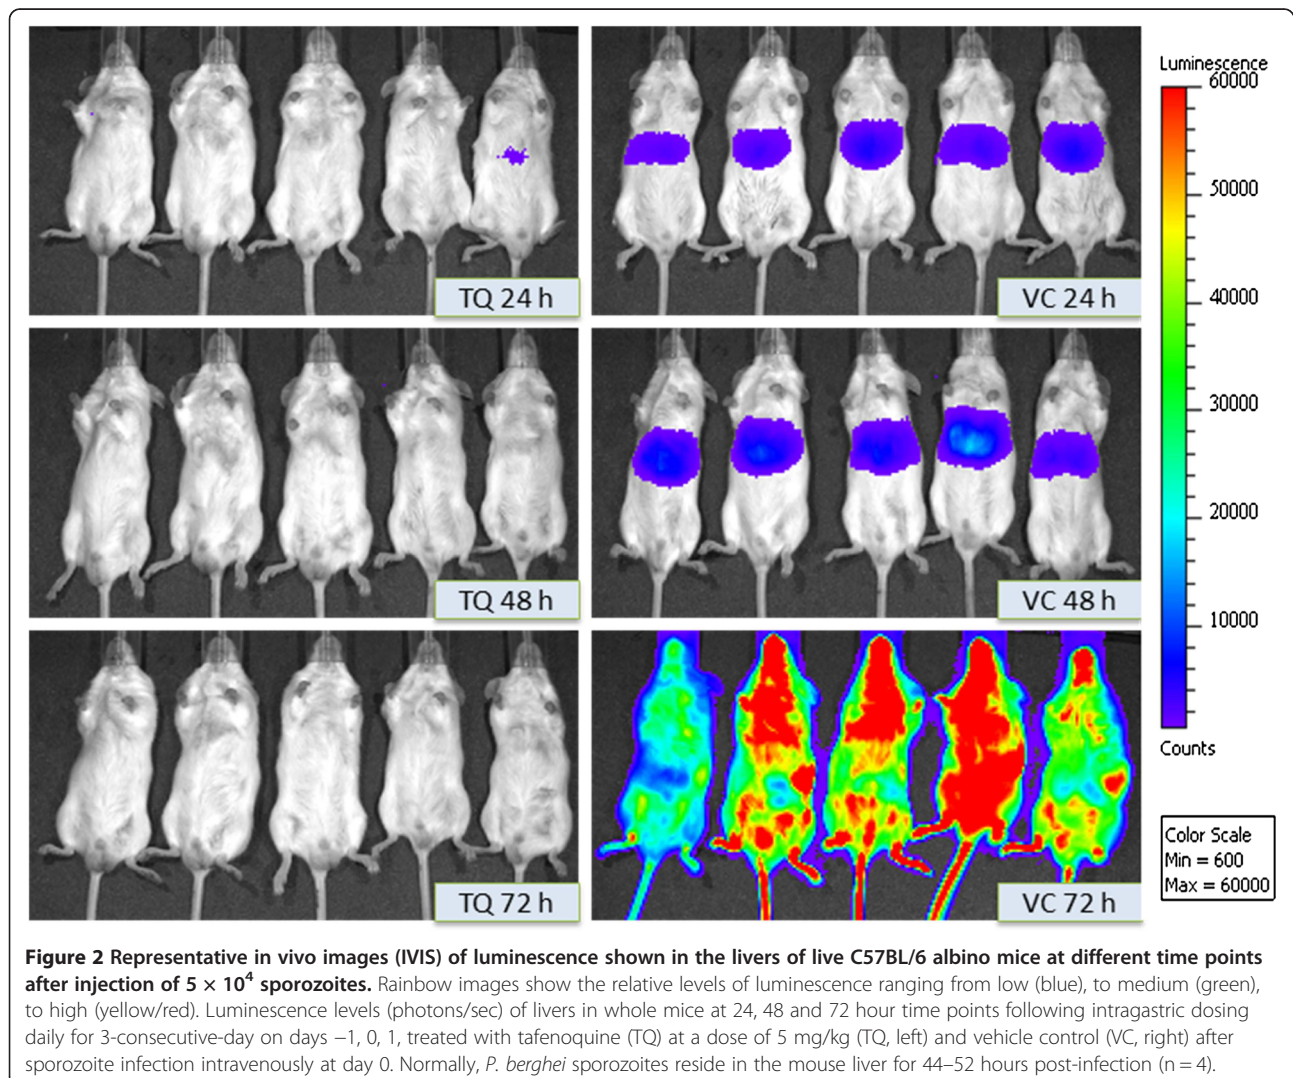 TQ 24 h
VC 24 h
TQ 48 h
VC 48 h
TQ 72 h
VC 72 h
Luminescence
60000
50000
40000
30000
20000
10000
Counts
Color Scale
Min = 600
Max = 60000
Figure 2 Representative in vivo images (IVIS) of luminescence shown in the livers of live C57BL/6 albino mice at different time points
after injection of 5 × 10⁴ sporozoites. Rainbow images show the relative levels of luminescence ranging from low (blue), to medium (green),
to high (yellow/red). Luminescence levels (photons/sec) of livers in whole mice at 24, 48 and 72 hour time points following intragastric dosing
daily for 3-consecutive-day on days −1, 0, 1, treated with tafenoquine (TQ) at a dose of 5 mg/kg (TQ, left) and vehicle control (VC, right) after
sporozoite infection intravenously at day 0. Normally, P. berghei sporozoites reside in the mouse liver for 44–52 hours post-infection (n = 4).